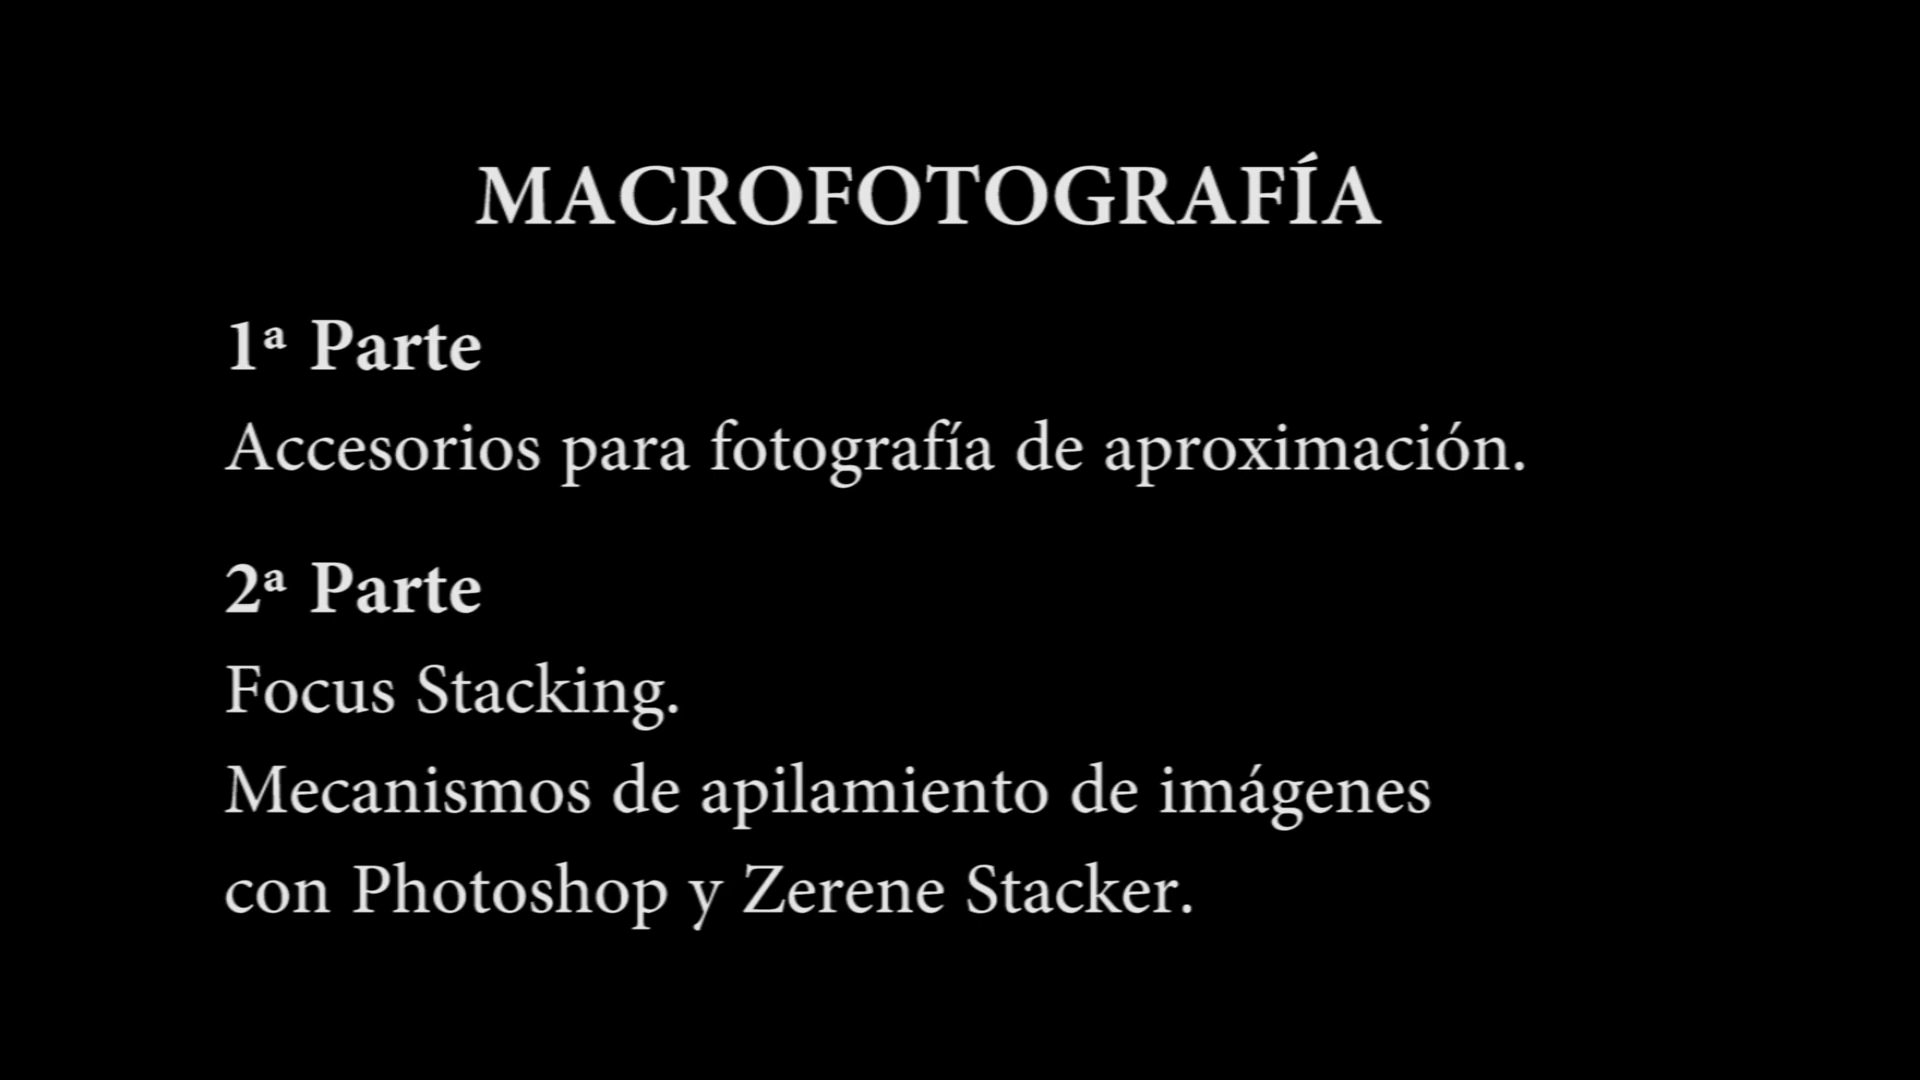 MACROFOTOGRAFÍA
1ª Parte
Accesorios para fotografía de aproximación.
2ª Parte
Focus Stacking.
Mecanismos de apilamiento de imágenes
con Photoshop y Zerene Stacker.